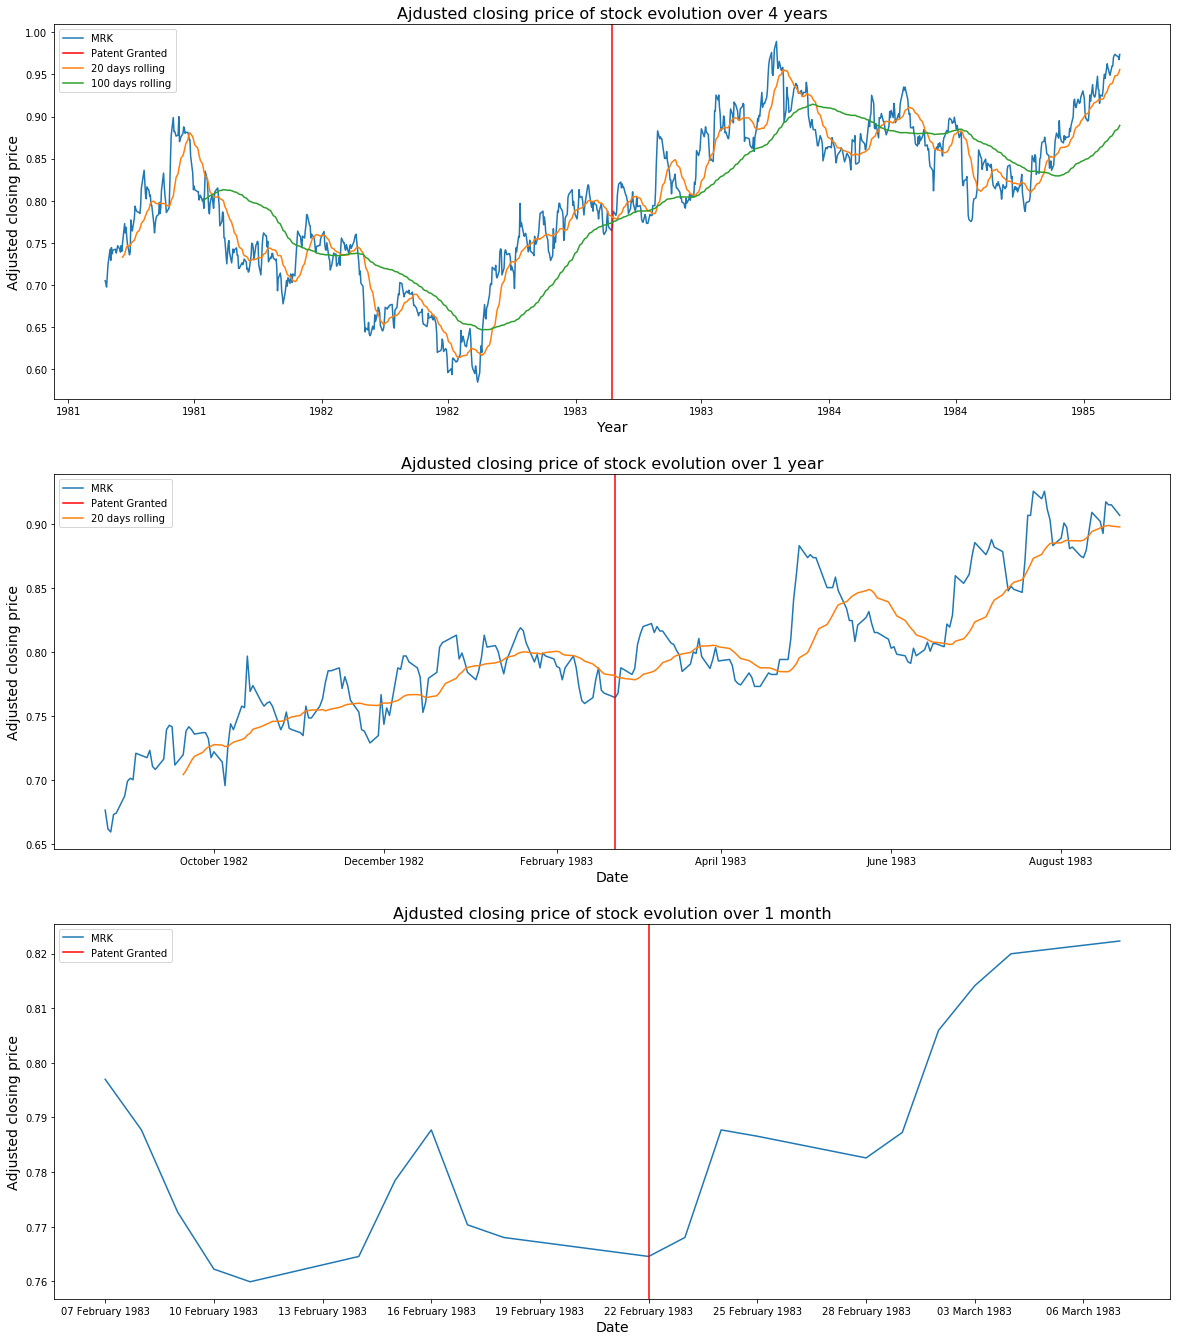 Ajdusted closing price of stock evolution over 4 years
MRK
Patent Granted
20 days rolling
100 days rolling
Adjusted closing price
1.00
0.95
0.90
0.85
0.80
0.75
0.70
0.65
0.60
1981 1981 1982 1982 1983 1983 1984 1984 1985
Year
Ajdusted closing price of stock evolution over 1 year
MRK
Patent Granted
20 days rolling
Adjusted closing price
0.90
0.85
0.80
0.75
0.70
0.65
October 1982 December 1982 February 1983 April 1983 June 1983 August 1983
Date
Ajdusted closing price of stock evolution over 1 month
MRK
Patent Granted
Adjusted closing price
0.82
0.81
0.80
0.79
0.78
0.77
0.76
07 February 1983 10 February 1983 13 February 1983 16 February 1983 19 February 1983 22 February 1983 25 February 1983 28 February 1983 03 March 1983 06 March 1983
Date